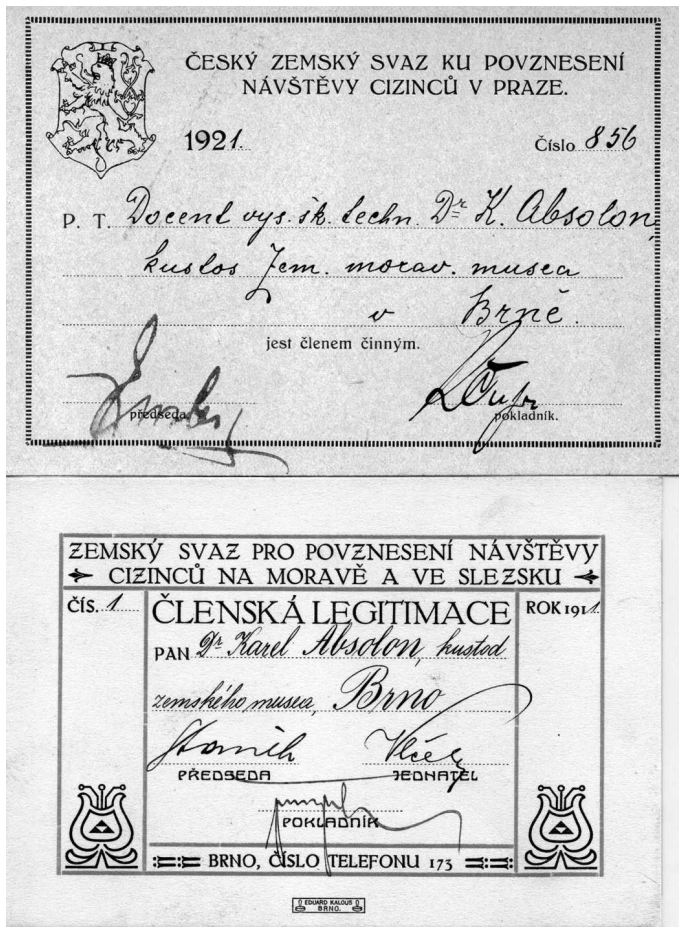 ČESKÝ ZEMSKÝ SVAZ KU POVZNESENÍ
NÁVŠTĚVY CIZINCŮ V PRAZE.
1921. Číslo 856
P. T. Docent vys. šk. techn. Dr K. Absolon,
kustos Zem. morav. musea
v Brně.
jest členem činným.
předseda. pokladník.
ZEMSKÝ SVAZ PRO POVZNESENÍ NÁVŠTĚVY
CIZINCŮ NA MORAVĚ A VE SLEZSKU
ČÍS. 1 ČLENSKÁ LEGITIMACE ROK 1911
PAN Dr Karel Absolon, kustod
zemského musea, Brno
PŘEDSEDA JEDNATEL
POKLADNÍK
BRNO, ČÍSLO TELEFONU 173
EDUARD KALOUS
BRNO.